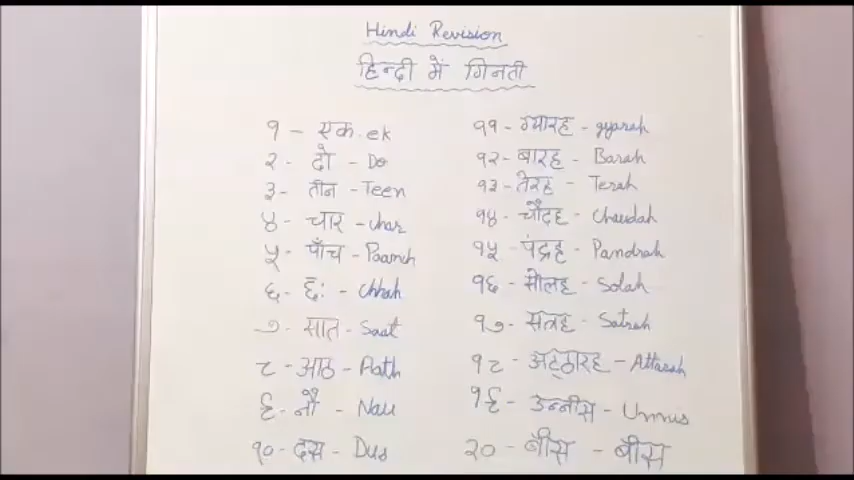 Hindi Revision
हिन्दी में गिनती
१ - एक - ek
२ - दो - Do
३ - तीन - Teen
४ - चार - char
५ - पाँच - Paanch
६ - छः - Chhah
७ - सात - Saat
८ - आठ - Aath
९ - नौ - Nau
१० - दस - Dus
११ - ग्यारह - gyarah
१२ - बारह - Barah
१३ - तेरह - Terah
१४ - चौदह - Chaudah
१५ - पंद्रह - Pandrah
१६ - सोलह - Solah
१७ - सत्रह - Satrah
१८ - अट्ठारह - Attarah
१९ - उन्नीस - Unnus
२० - बीस - बीस